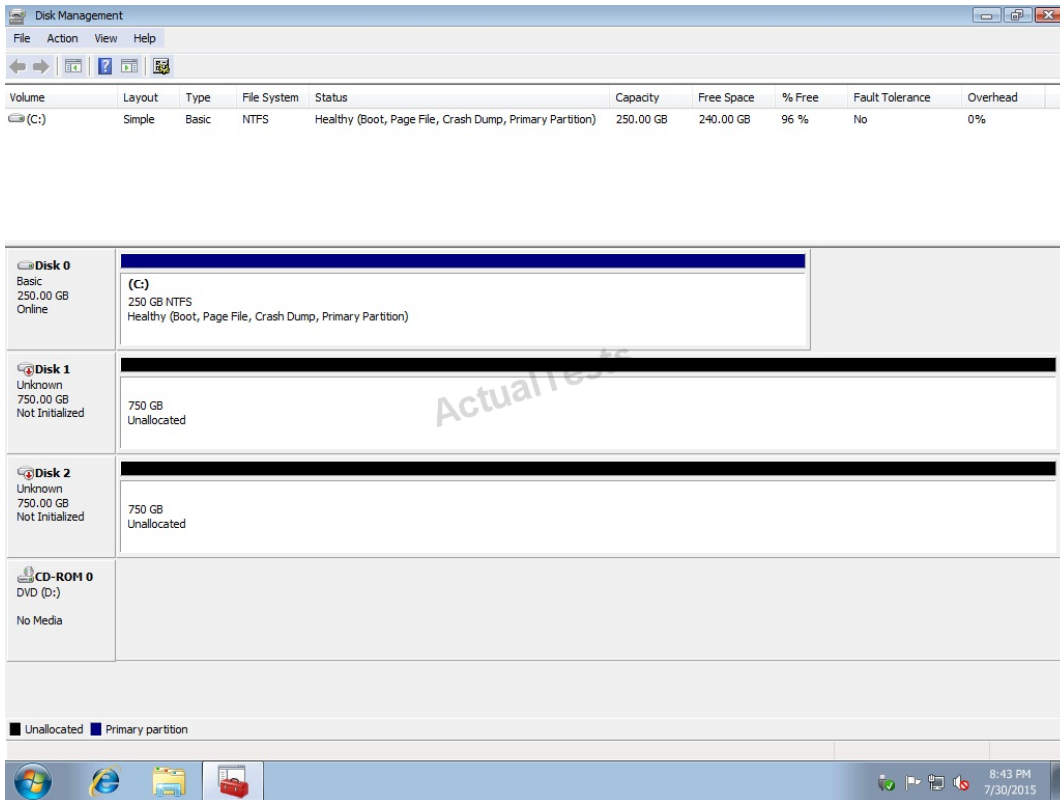 Disk Management
File Action View Help
Volume Layout Type File System Status Capacity Free Space % Free Fault Tolerance Overhead
(C:) Simple Basic NTFS Healthy (Boot, Page File, Crash Dump, Primary Partition) 250.00 GB 240.00 GB 96 % No 0%
Disk 0
Basic
250.00 GB
Online
(C:)
250 GB NTFS
Healthy (Boot, Page File, Crash Dump, Primary Partition)
Disk 1
Unknown
750.00 GB
Not Initialized
750 GB
Unallocated
ActualTests
Disk 2
Unknown
750.00 GB
Not Initialized
750 GB
Unallocated
CD-ROM 0
DVD (D:)
No Media
Unallocated Primary partition
8:43 PM
7/30/2015